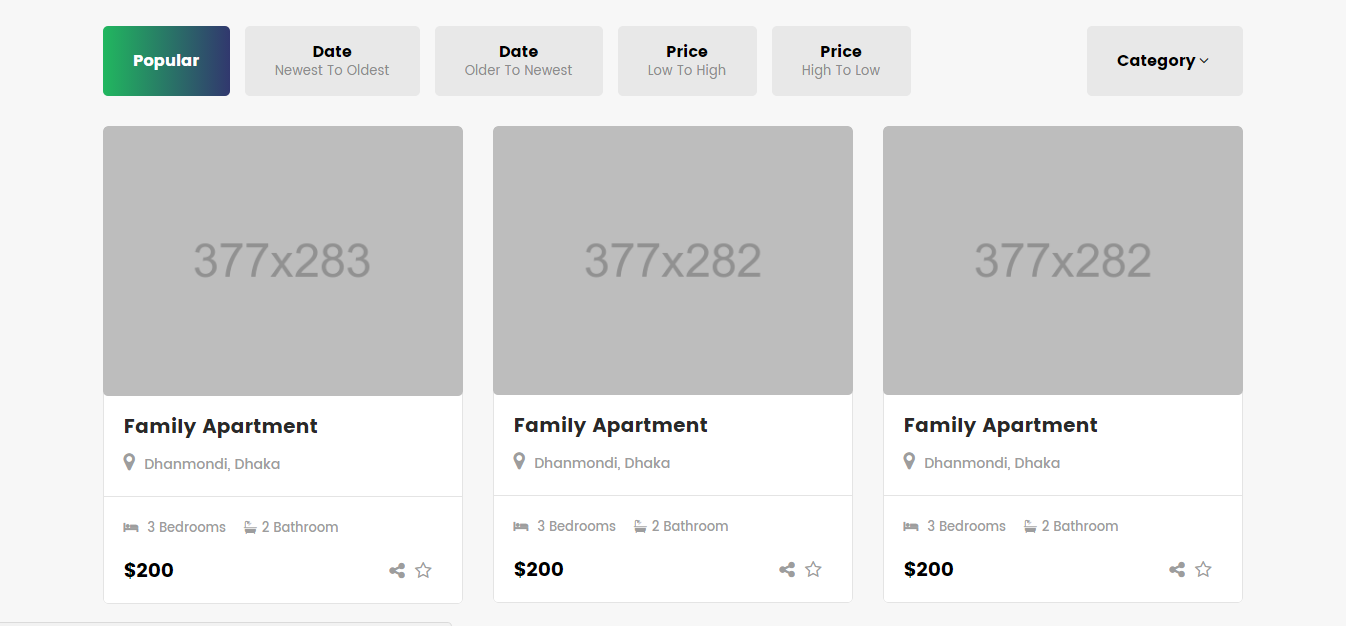 Popular
Date
Newest To Oldest
Date
Older To Newest
Price
Low To High
Price
High To Low
Category
377x283
377x282
377x282
Family Apartment
Dhanmondi, Dhaka
3 Bedrooms
2 Bathroom
$200
Family Apartment
Dhanmondi, Dhaka
3 Bedrooms
2 Bathroom
$200
Family Apartment
Dhanmondi, Dhaka
3 Bedrooms
2 Bathroom
$200